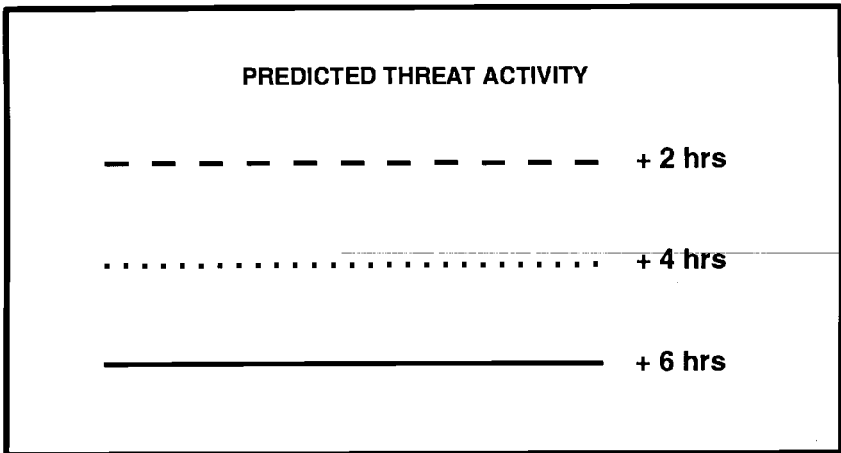 PREDICTED THREAT ACTIVITY
+ 2 hrs
+ 4 hrs
+ 6 hrs